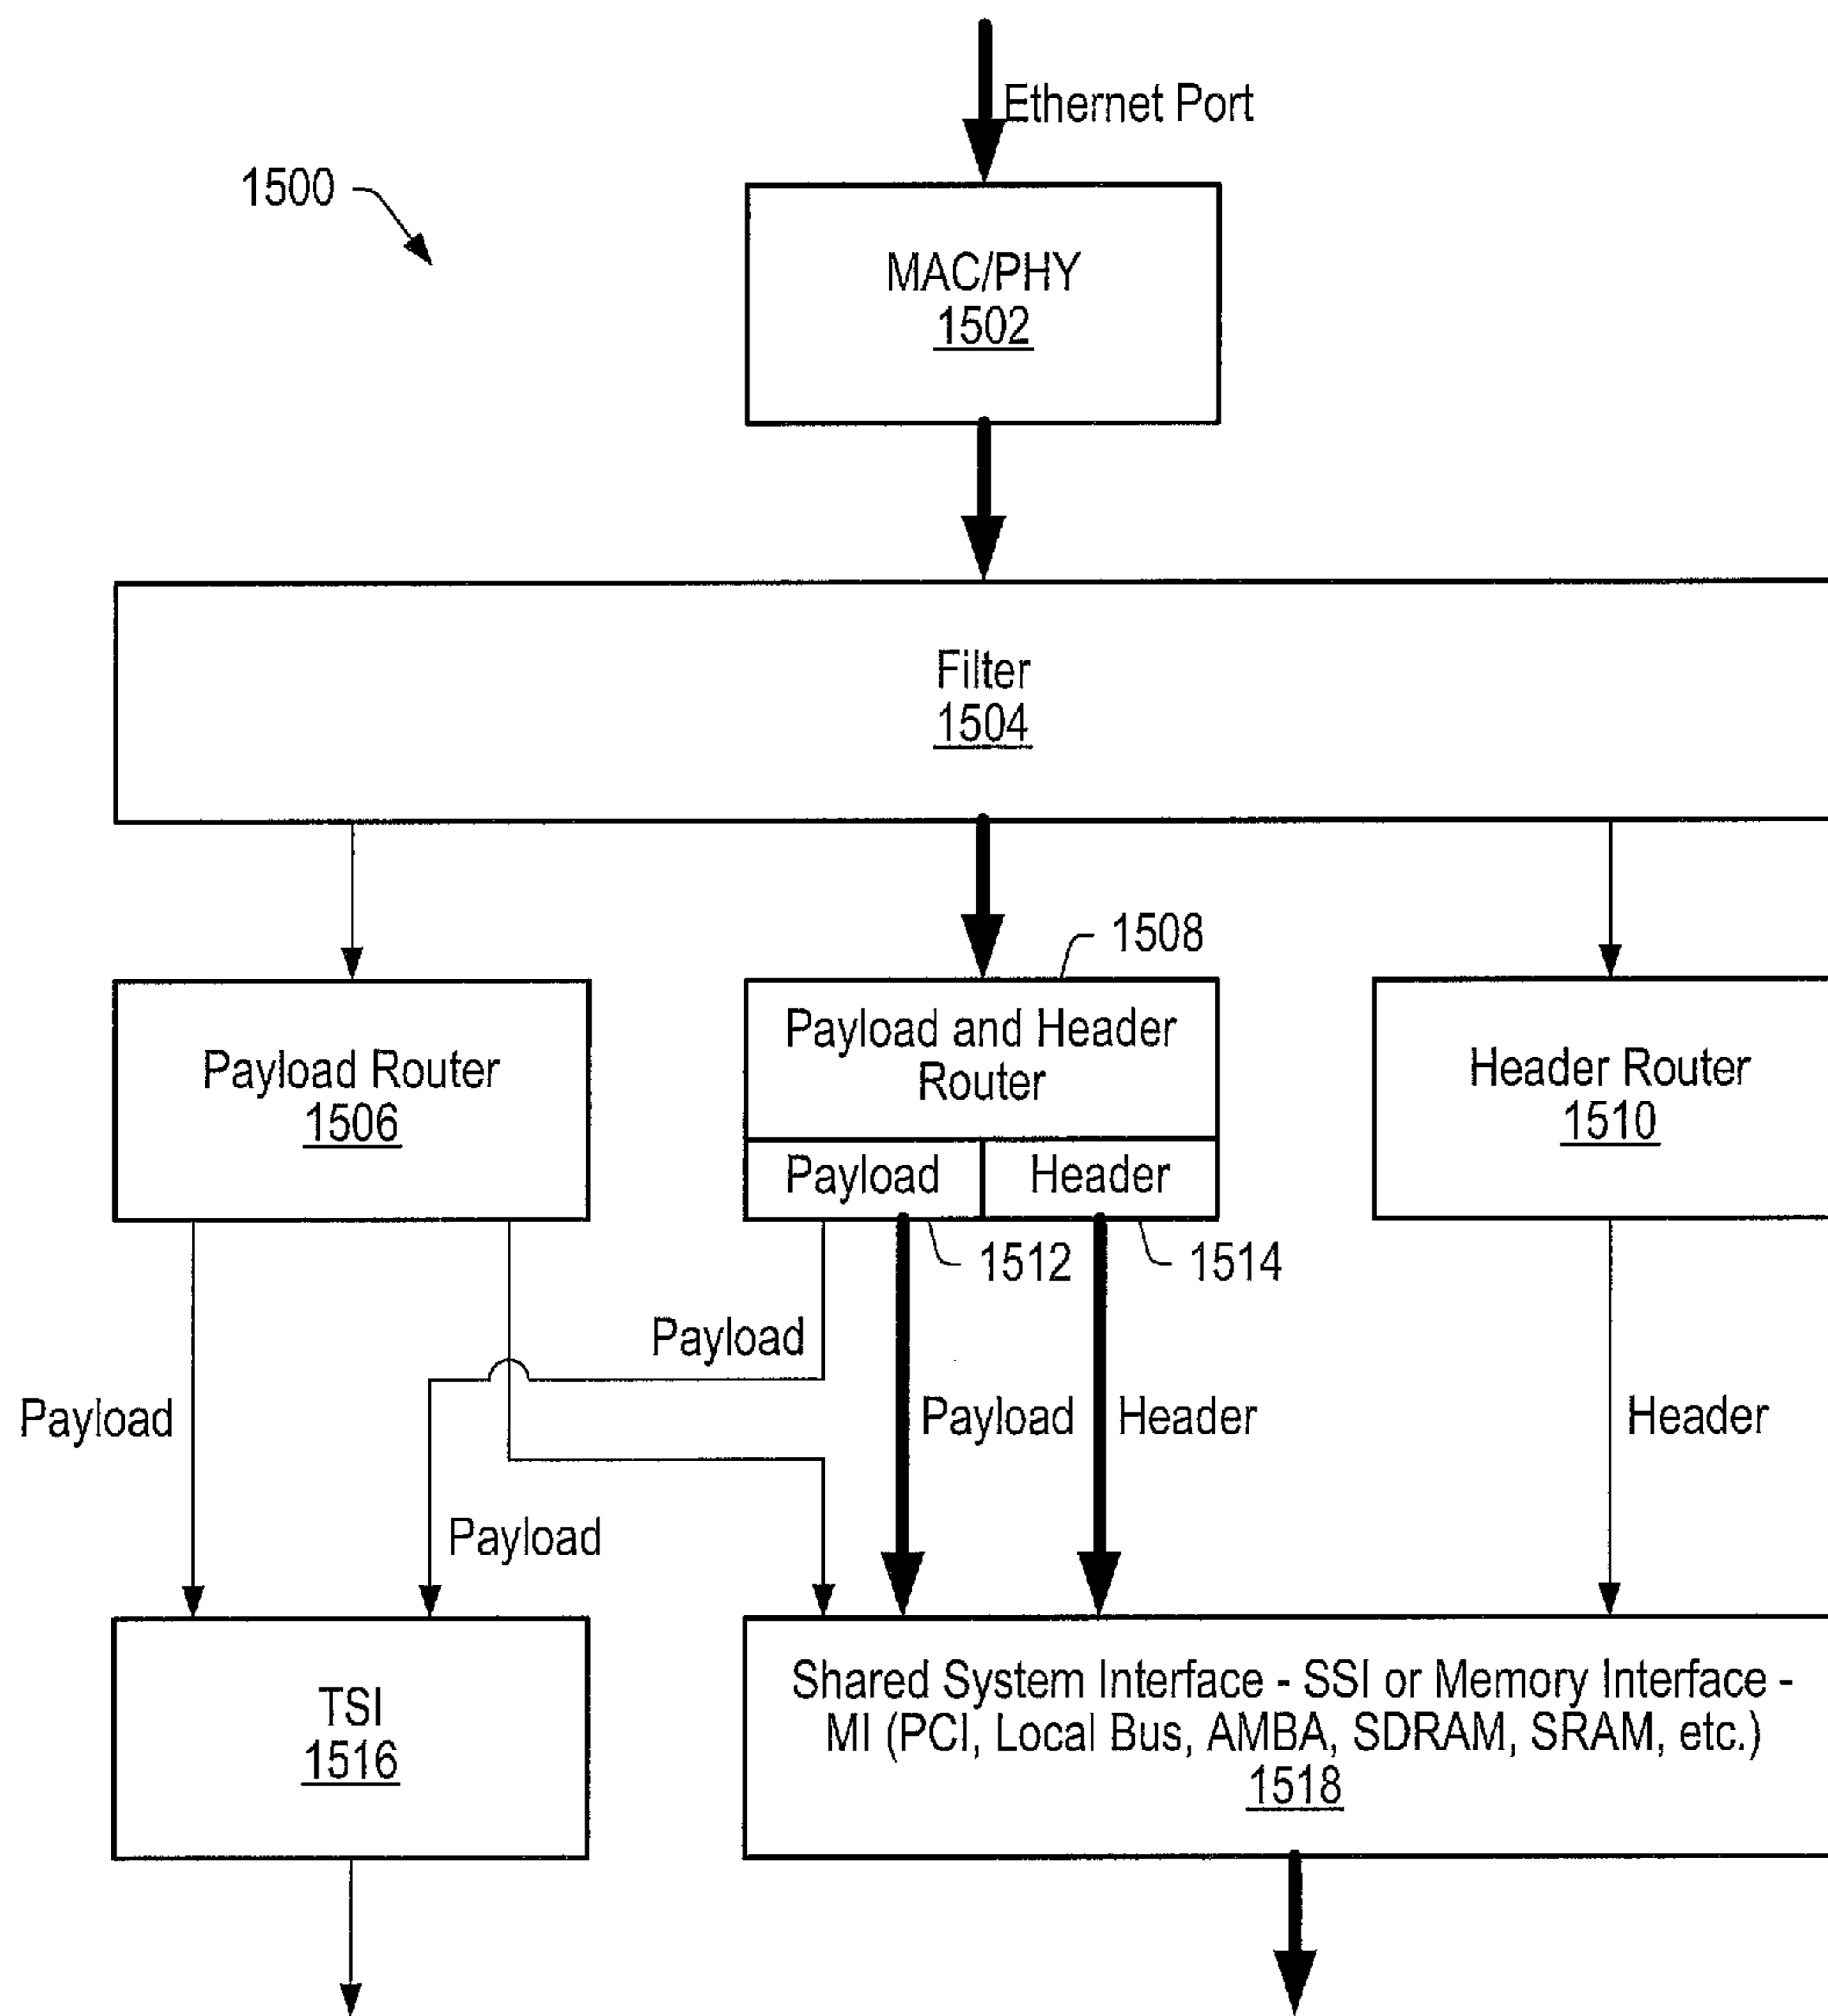 Ethernet Port
1500
MAC/PHY
1502
Filter
1504
1508
Payload Router
1506
Payload and Header
Router
Header Router
1510
Payload
Header
1512
1514
Payload
Payload
Payload
Header
Header
Payload
TSI
1516
Shared System Interface - SSI or Memory Interface -
MI (PCI, Local Bus, AMBA, SDRAM, SRAM, etc.)
1518